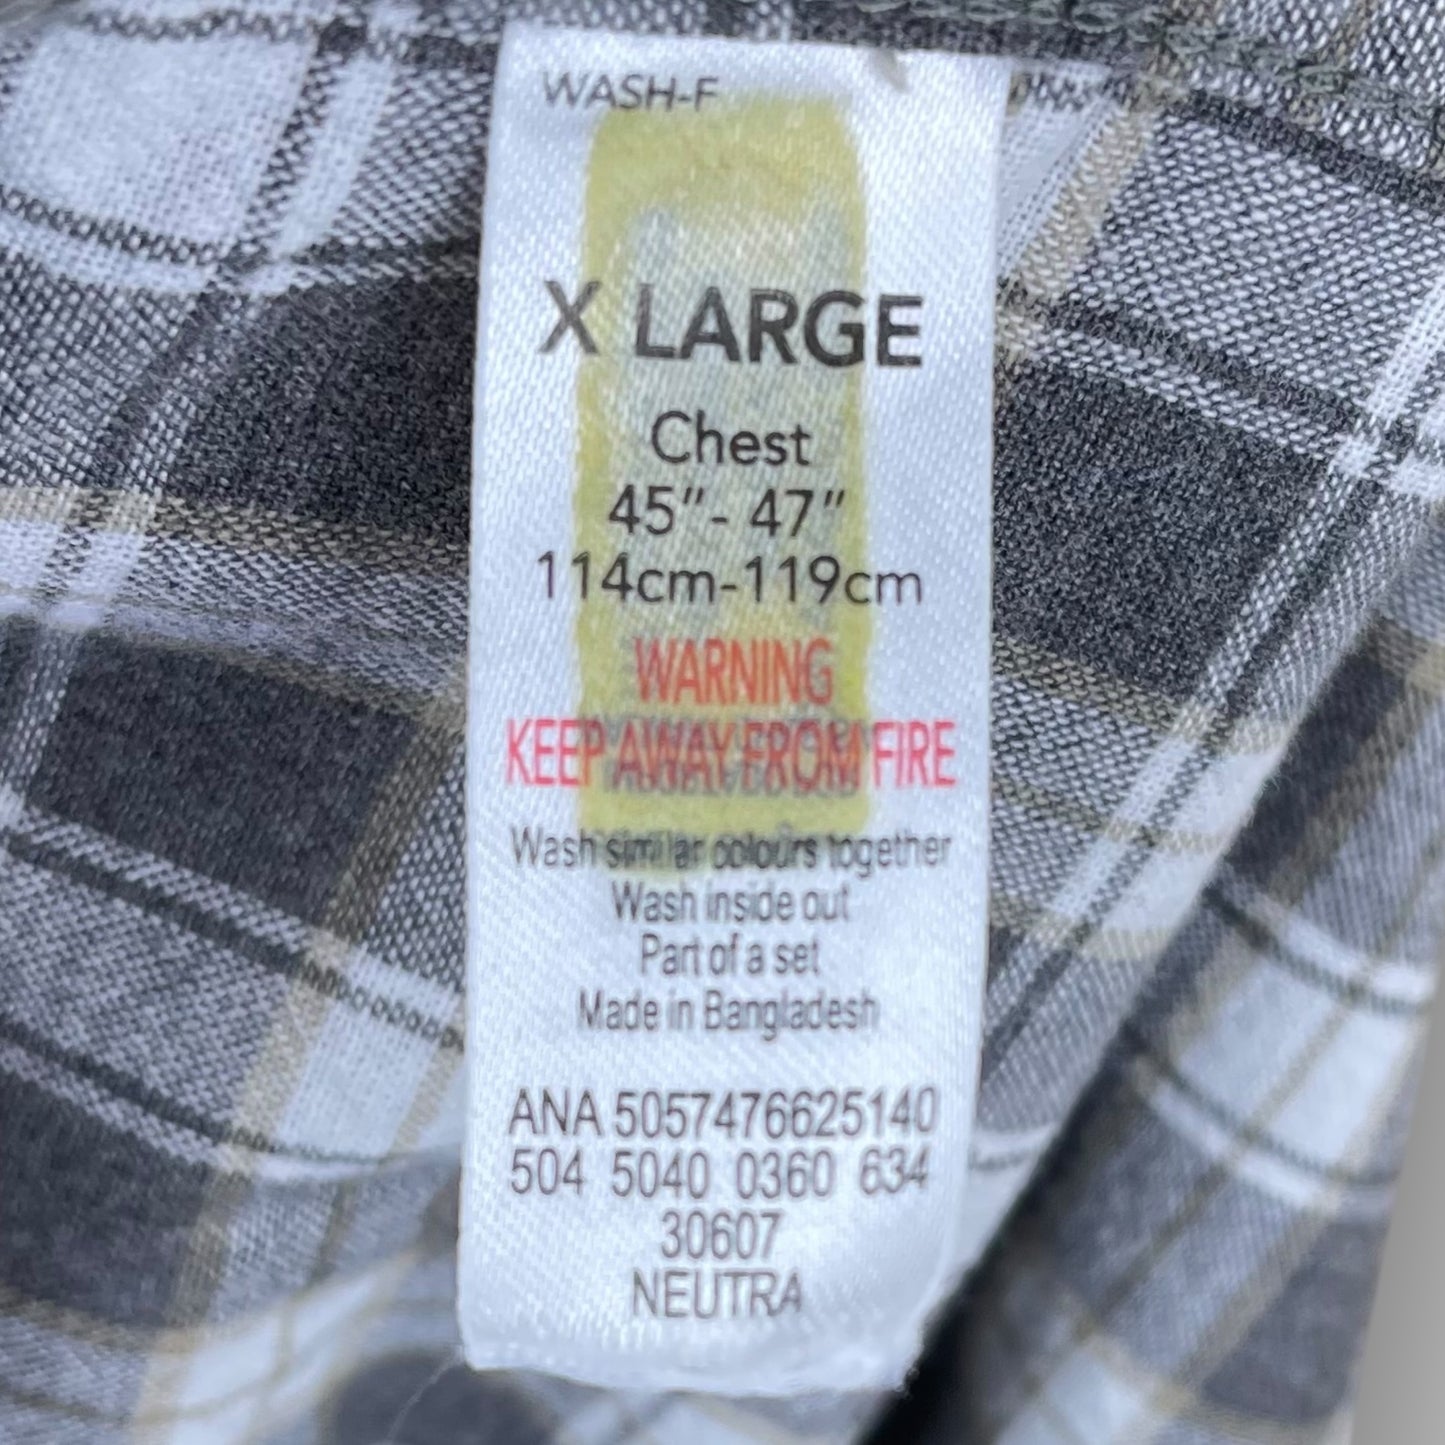 WASH-F
X LARGE
Chest
45"- 47"
114cm-119cm
WARNING
KEEP AWAY FROM FIRE
Wash similar colours together
Wash inside out
Part of a set
Made in Bangladesh
ANA 5057476625140
504 5040 0360 634
30607
NEUTRA